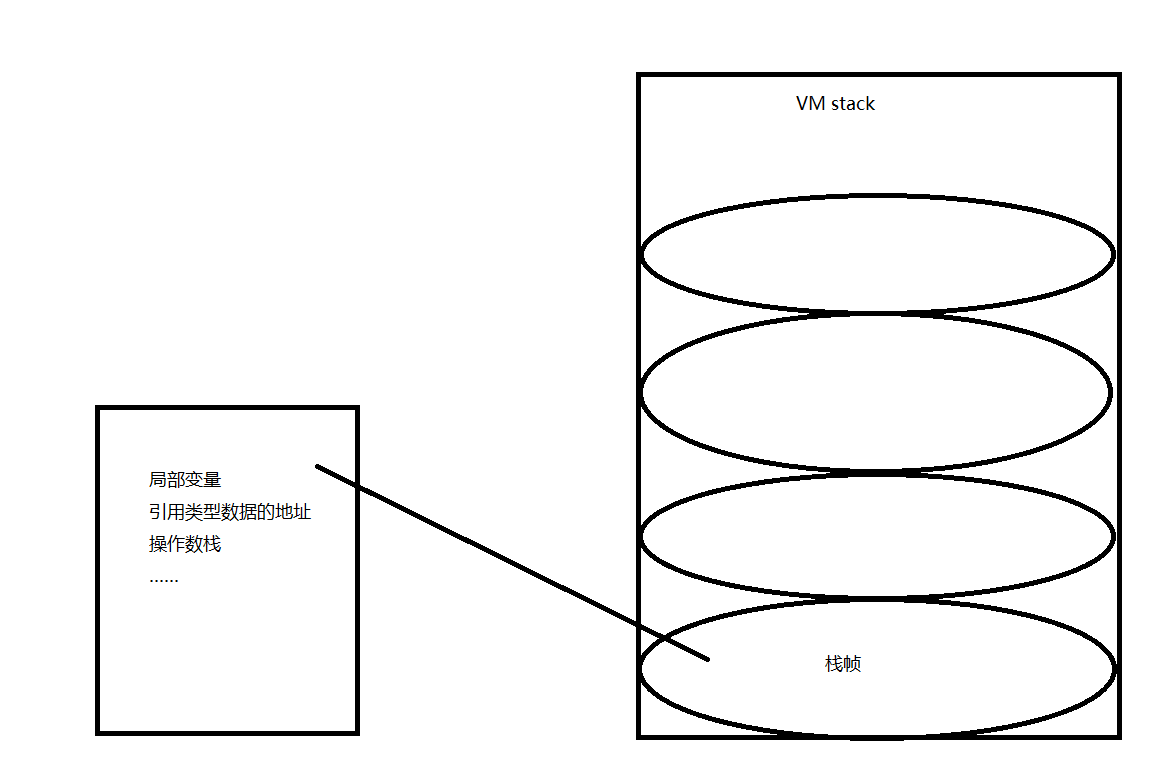 VM stack
局部变量
引用类型数据的地址
操作数栈
......
栈帧